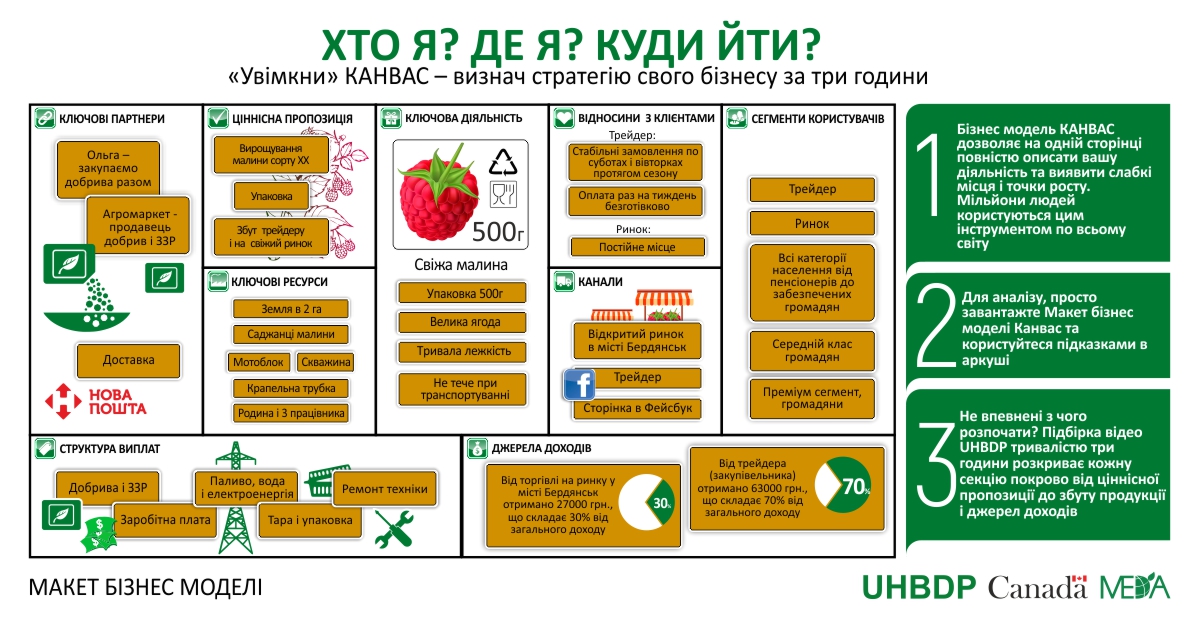 ХТО Я? ДЕ Я? КУДИ ЙТИ?
«Увімкни» КАНВАС – визнач стратегію свого бізнесу за три години
КЛЮЧОВІ ПАРТНЕРИ
Ольга –
закупаємо
добрива разом
Агромаркет -
продавець
добрив і ЗЗР
Доставка
НОВА
ПОШТА
ЦІННІСНА ПРОПОЗИЦІЯ
Вирощування
малини сорту ХХ
Упаковка
Збут трейдеру
і на свіжий ринок
КЛЮЧОВІ РЕСУРСИ
Земля в 2 га
Саджанці малини
Мотоблок
Скважина
Крапельна трубка
Родина і 3 працівника
КЛЮЧОВА ДІЯЛЬНІСТЬ
500г
Свіжа малина
Упаковка 500г
Велика ягода
Тривала лежкість
Не тече при
транспортуванні
ВІДНОСИНИ З КЛІЄНТАМИ
Трейдер:
Стабільні замовлення по
суботах і вівторках
протягом сезону
Оплата раз на тиждень
безготівково
Ринок:
Постійне місце
КАНАЛИ
Відкритий ринок
в місті Бердянськ
Трейдер
f
Сторінка в Фейсбук
СЕГМЕНТИ КОРИСТУВАЧІВ
Трейдер
Ринок
Всі категорії
населення від
пенсіонерів до
забезпечених
громадян
Середній клас
громадян
Преміум сегмент,
громадяни
СТРУКТУРА ВИПЛАТ
Добрива і ЗЗР
Паливо, вода
і електроенергія
Ремонт техніки
Заробітна плата
Тара і упаковка
ДЖЕРЕЛА ДОХОДІВ
Від торгівлі на ринку у
місті Бердянськ
отримано 27000 грн.,
що складає 30% від
загального доходу
30%
Від трейдера
(закупівельника)
отримано 63000 грн.,
що складає 70% від
загального доходу
70%
1
Бізнес модель КАНВАС
дозволяє на одній сторінці
повністю описати вашу
діяльність та виявити слабкі
місця і точки росту.
Мільйони людей
користуються цим
інструментом по всьому
світу
2
Для аналізу, просто
завантажте Макет бізнес
моделі Канвас та
користуйтеся підказками в
аркуші
3
Не впевнені з чого
розпочати? Підбірка відео
UHBDP тривалістю три
години розкриває кожну
секцію покрово від ціннісної
пропозиції до збуту продукції
і джерел доходів
МАКЕТ БІЗНЕС МОДЕЛІ
UHBDP Canada MEDA